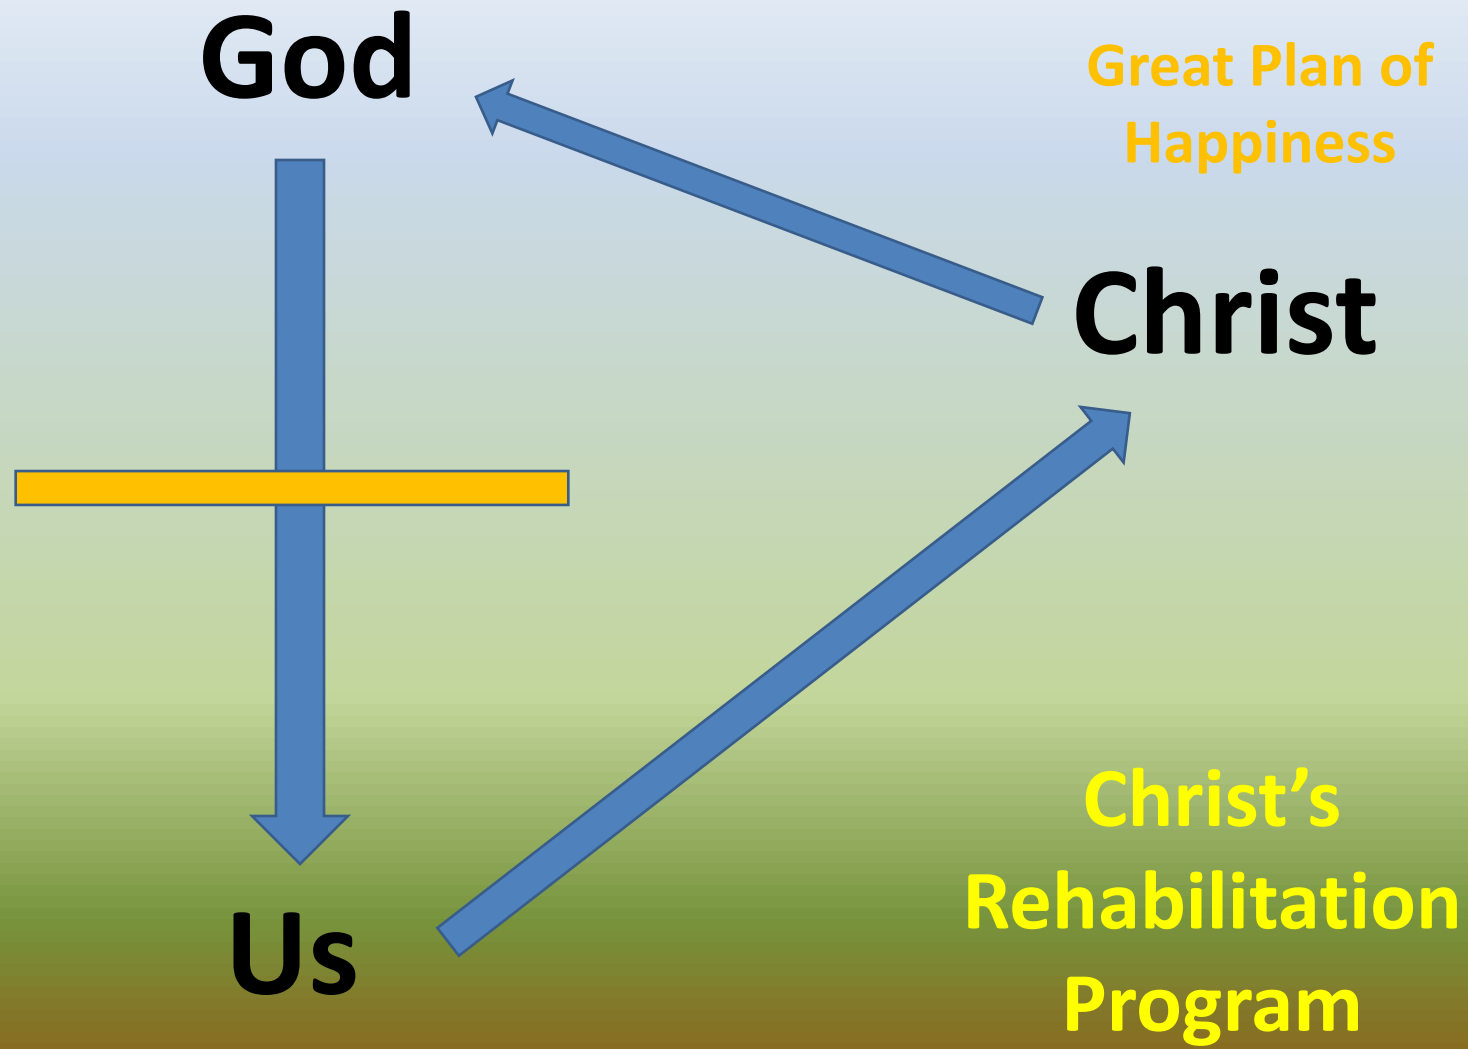 God
Great Plan of
Happiness
Christ
Us
Christ’s
Rehabilitation
Program